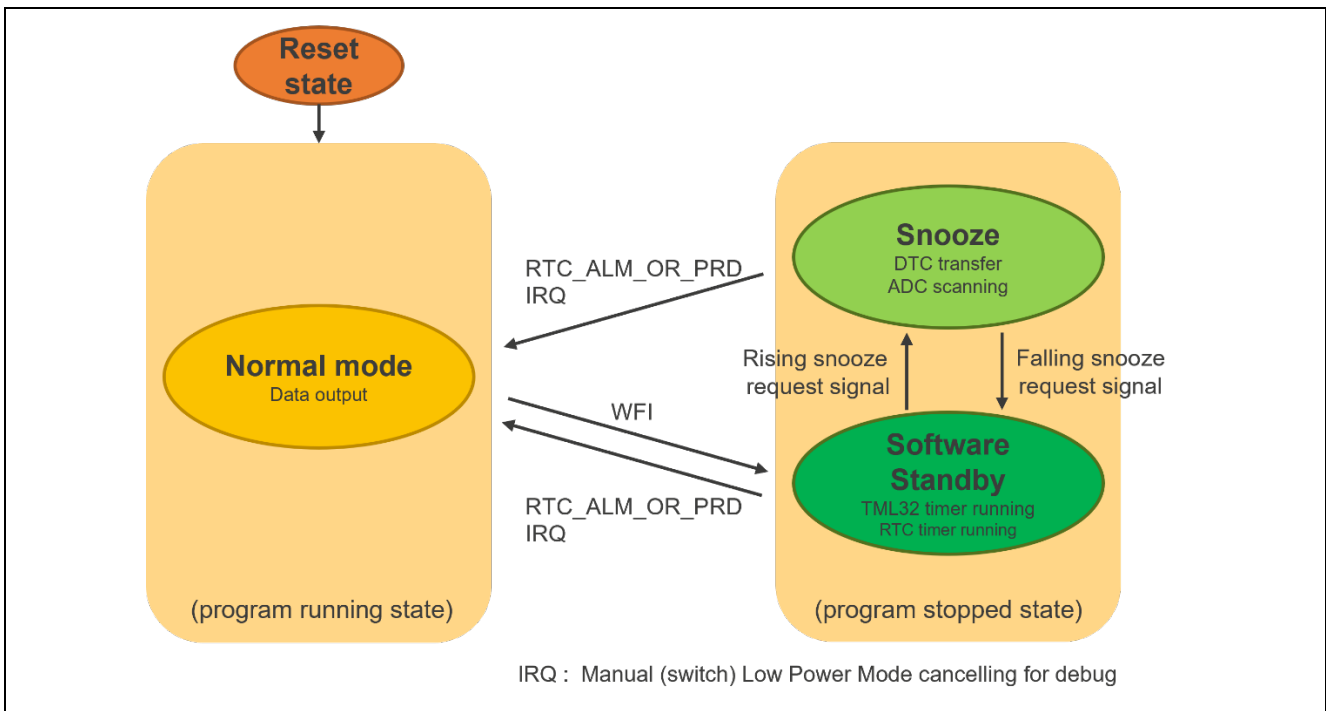 Reset
state
Snooze
DTC transfer
ADC scanning
RTC_ALM_OR_PRD
IRQ
Normal mode
Data output
Rising snooze
request signal
Falling snooze
request signal
WFI
Software
Standby
TML32 timer running
RTC timer running
RTC_ALM_OR_PRD
IRQ
(program running state)
(program stopped state)
IRQ : Manual (switch) Low Power Mode cancelling for debug